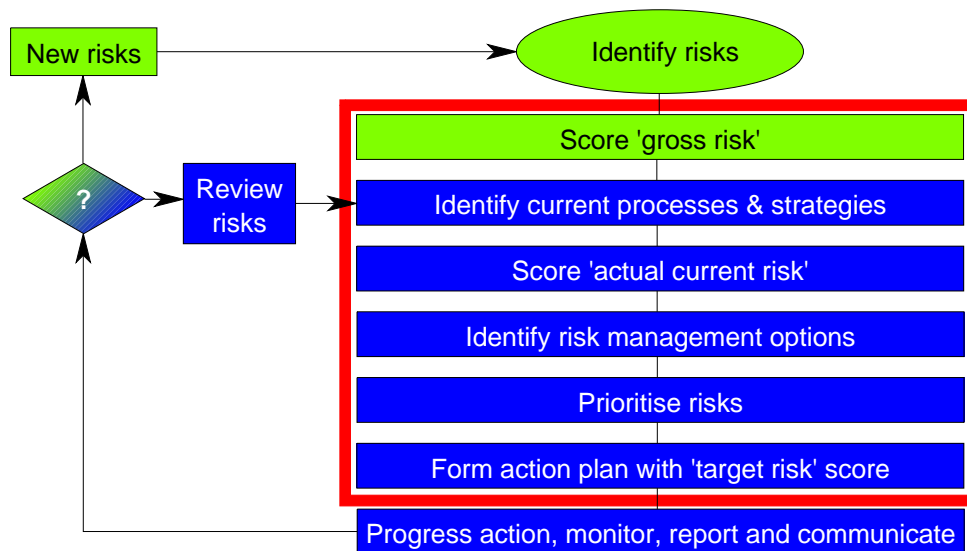 New risks
Identify risks
Score 'gross risk'
?
Review
risks
Identify current processes & strategies
Score 'actual current risk'
Identify risk management options
Prioritise risks
Form action plan with 'target risk' score
Progress action, monitor, report and communicate